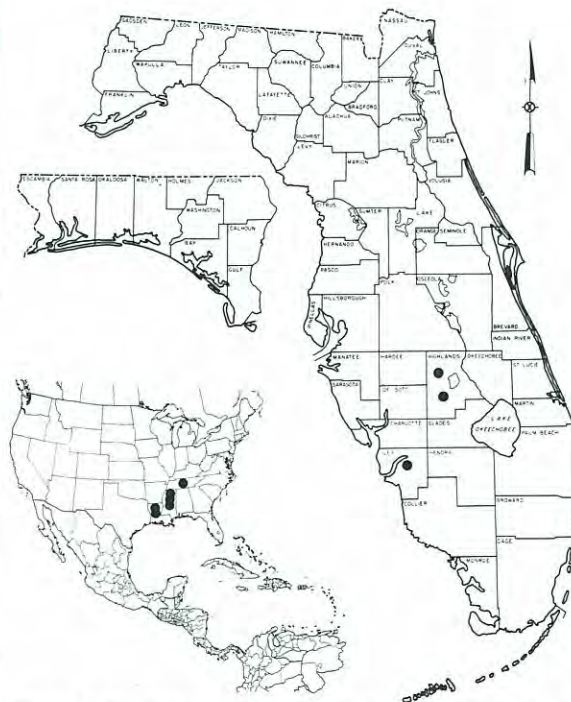 NASSAU
GADSDEN
LEON
JEFFERSON
MADISON
HAMILTON
BAKER
DUVAL
LIBERTY
WAKULLA
TAYLOR
SUWANNEE
COLUMBIA
CLAY
ST JOHNS
FRANKLIN
LAFAYETTE
UNION
BRADFORD
DIXIE
ALACHUA
PUTNAM
GILCHRIST
FLAGLER
LEVY
MARION
VOLUSIA
ESCAMBIA
SANTA ROSA
OKALOOSA
WALTON
HOLMES
JACKSON
WASHINGTON
CITRUS
SUMTER
LAKE
CALHOUN
BAY
HERNANDO
ORANGE
SEMINOLE
GULF
PASCO
OSCEOLA
POLK
HILLSBOROUGH
PINELLAS
BREVARD
INDIAN RIVER
MANATEE
HARDEE
HIGHLANDS
OKEECHOBEE
ST LUCIE
SARASOTA
DE SOTO
MARTIN
CHARLOTTE
GLADES
LAKE
OKEECHOBEE
PALM BEACH
LEE
HENDRY
COLLIER
BROWARD
MONROE
DADE